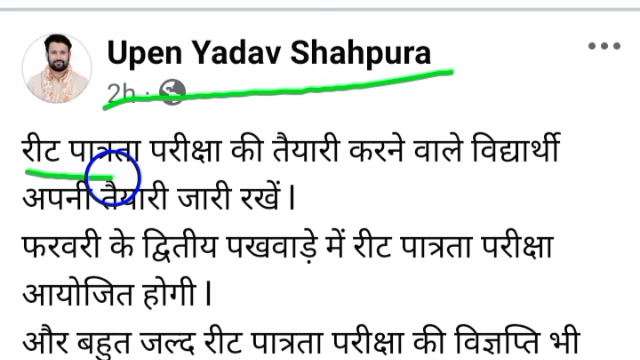 Upen Yadav Shahpura
2h ·
रीट पात्रता परीक्षा की तैयारी करने वाले विद्यार्थी
अपनी तैयारी जारी रखें l
फरवरी के द्वितीय पखवाड़े में रीट पात्रता परीक्षा
आयोजित होगी l
और बहुत जल्द रीट पात्रता परीक्षा की विज्ञप्ति भी